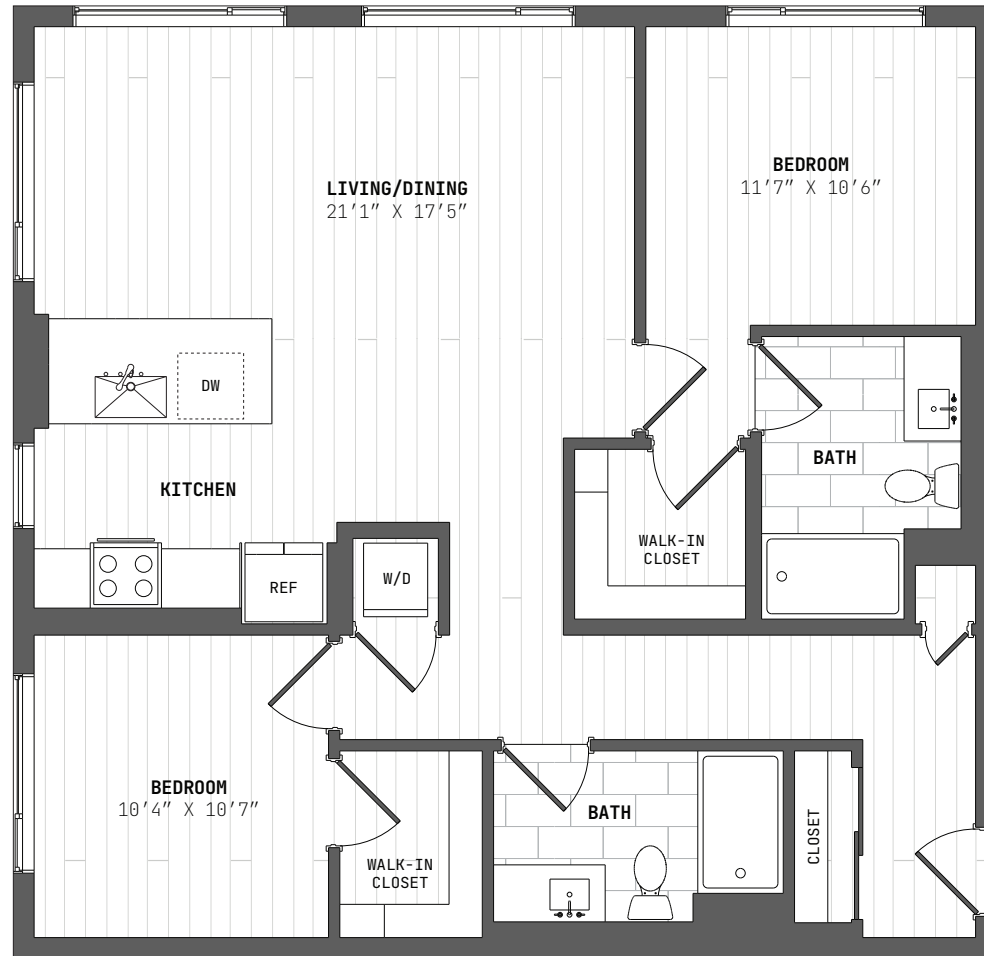 BEDROOM
11’7” X 10’6”
LIVING/DINING
21’1” X 17’5”
DW
BATH
KITCHEN
WALK-IN
CLOSET
W/D
REF
BEDROOM
10’4” X 10’7”
BATH
CLOSET
WALK-IN
CLOSET